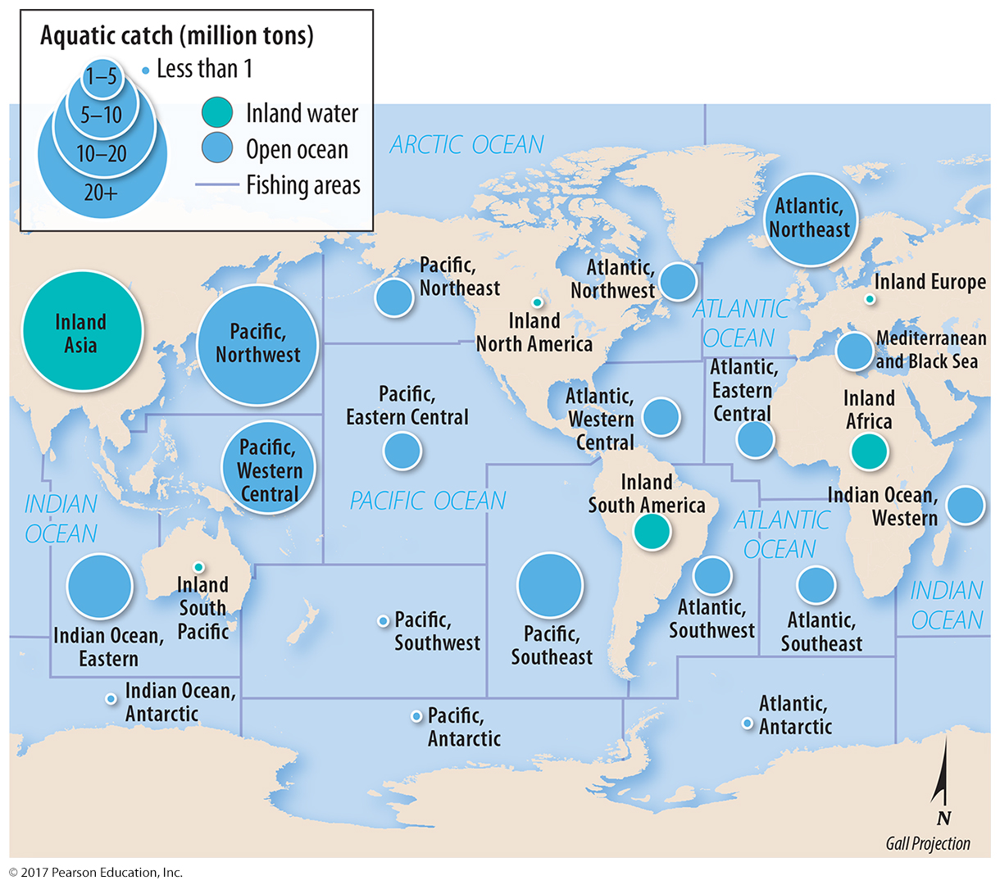 Aquatic catch (million tons)
1–5
5–10
10–20
20+
Less than 1
Inland water
Open ocean
Fishing areas
ARCTIC OCEAN
Atlantic,
Northeast
Pacific,
Northeast
Atlantic,
Northwest
Inland Europe
Inland
North America
ATLANTIC
OCEAN
Inland
Asia
Pacific,
Northwest
Mediterranean
and Black Sea
Atlantic,
Eastern
Central
Pacific,
Eastern Central
Atlantic,
Western
Central
Inland
Africa
Pacific,
Western
Central
INDIAN
OCEAN
PACIFIC OCEAN
Inland
South America
ATLANTIC
OCEAN
Indian Ocean,
Western
INDIAN
OCEAN
Inland
South
Pacific
Indian Ocean,
Eastern
Pacific,
Southwest
Pacific,
Southeast
Atlantic,
Southwest
Atlantic,
Southeast
Indian Ocean,
Antarctic
Pacific,
Antarctic
Atlantic,
Antarctic
N
Gall Projection
© 2017 Pearson Education, Inc.